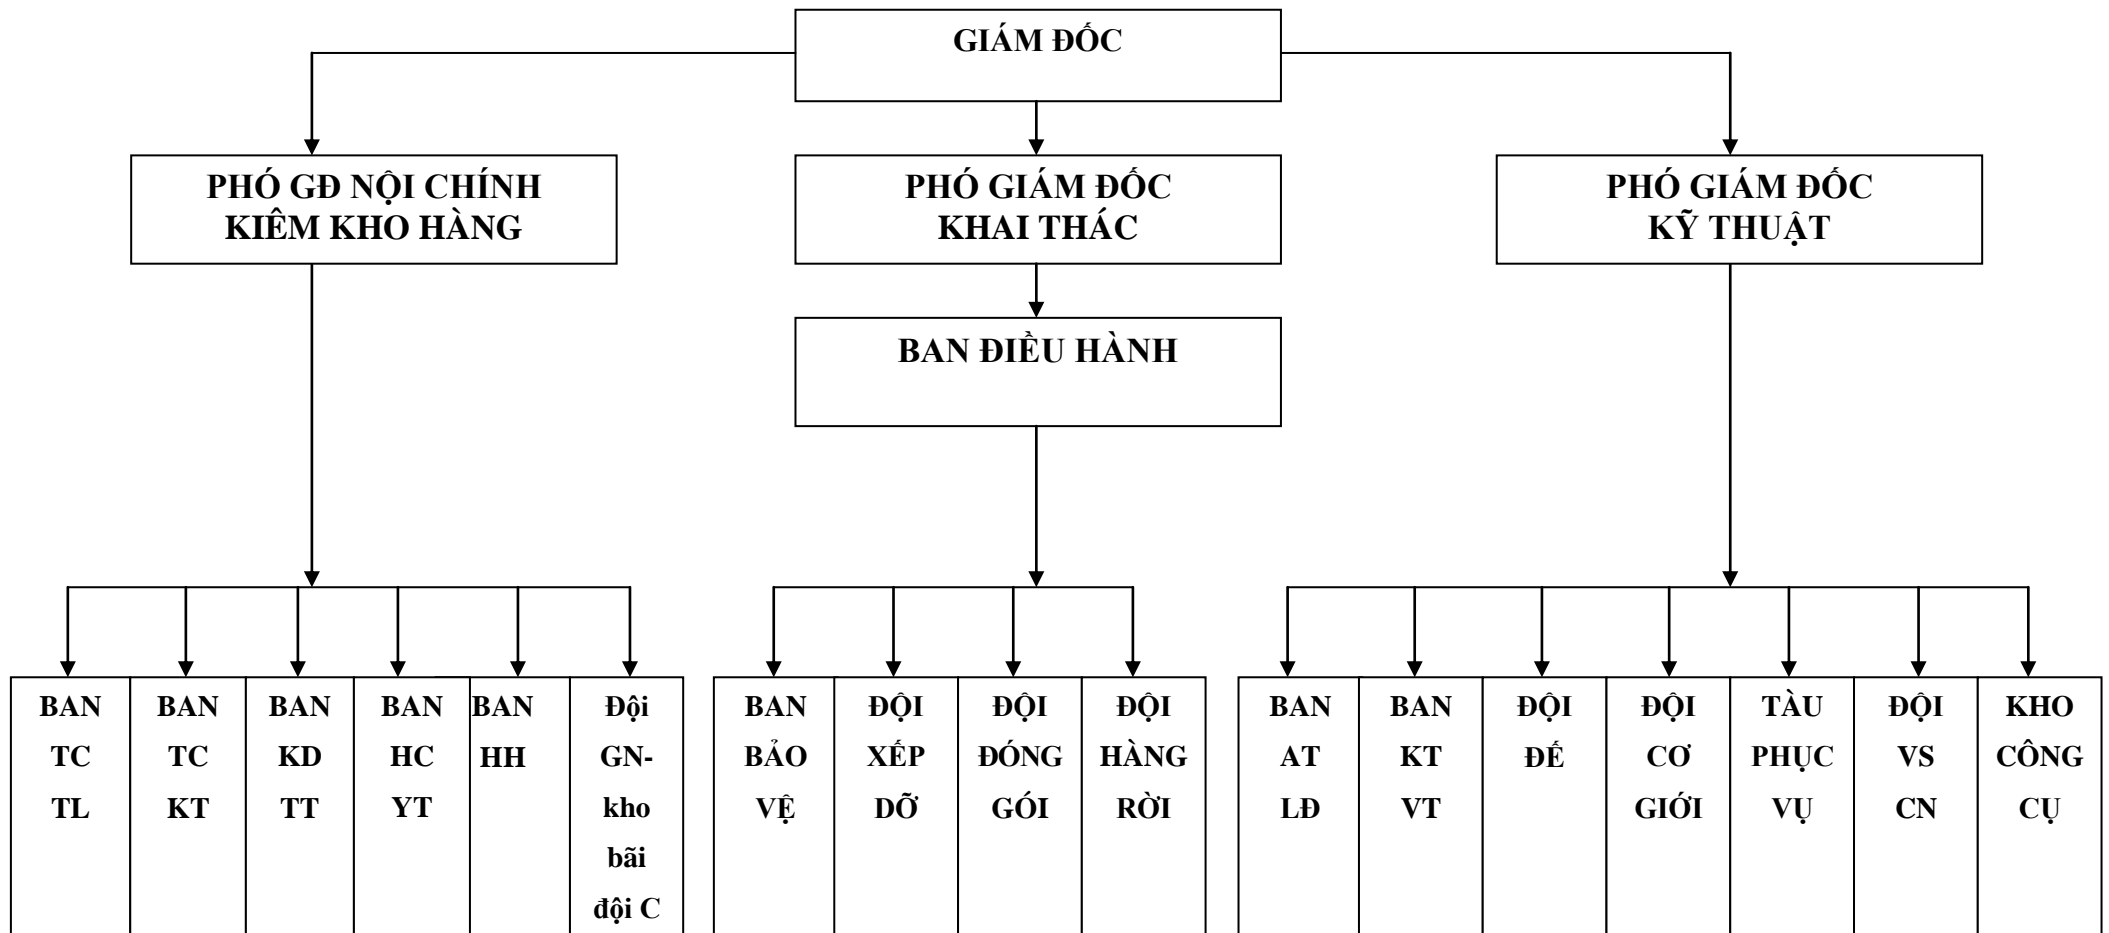 GIÁM ĐỐC
PHÓ GĐ NỘI CHÍNH
KIÊM KHO HÀNG
PHÓ GIÁM ĐỐC
KHAI THÁC
PHÓ GIÁM ĐỐC
KỸ THUẬT
BAN ĐIỀU HÀNH
BAN
TC
TL
BAN
TC
KT
BAN
KD
TT
BAN
HC
YT
BAN
HH
Đội
GN-
kho
bãi
đội C
BAN
BẢO
VỆ
ĐỘI
XẾP
DỠ
ĐỘI
ĐÓNG
GÓI
ĐỘI
HÀNG
RỜI
BAN
AT
LĐ
BAN
KT
VT
ĐỘI
ĐẾ
ĐỘI
CƠ
GIỚI
TÀU
PHỤC
VỤ
ĐỘI
VS
CN
KHO
CÔNG
CỤ